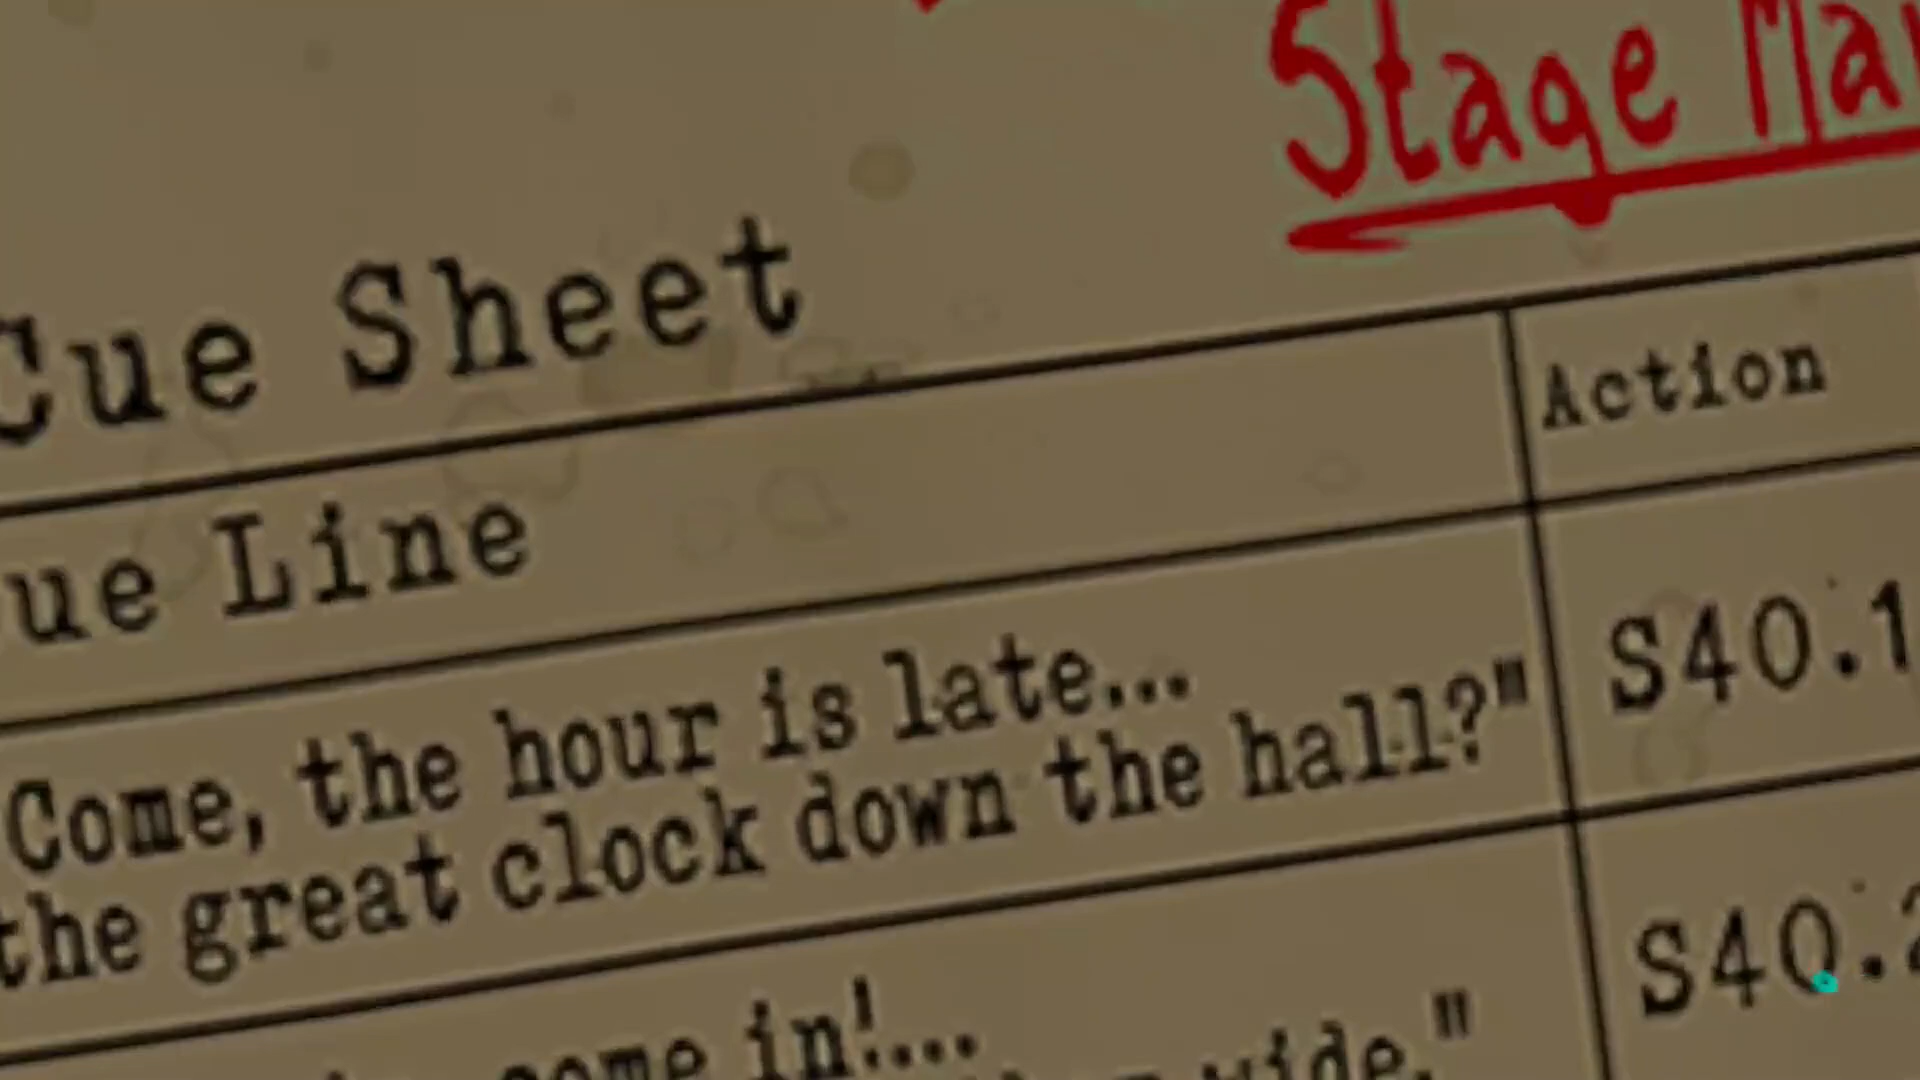 Stage Ma
Cue Sheet
ue Line
Action
Come, the hour is late...
the great clock down the hall?"
S40.1
come in!...
wide."
S40.2